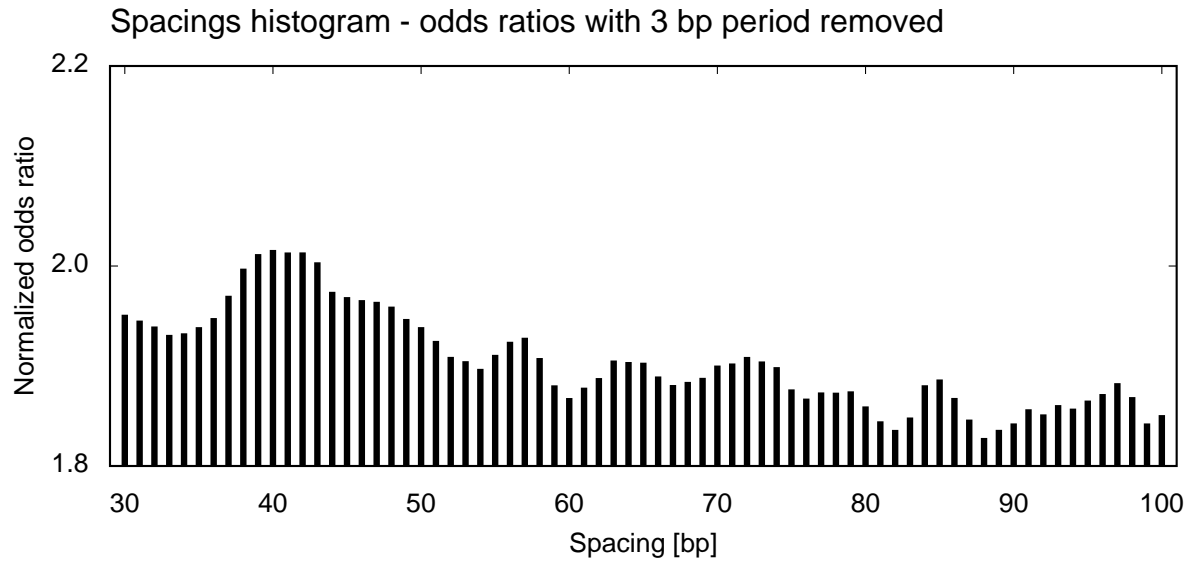 Spacings histogram - odds ratios with 3 bp period removed
2.2
2.0
1.8
Normalized odds ratio
30 40 50 60 70 80 90 100
Spacing [bp]